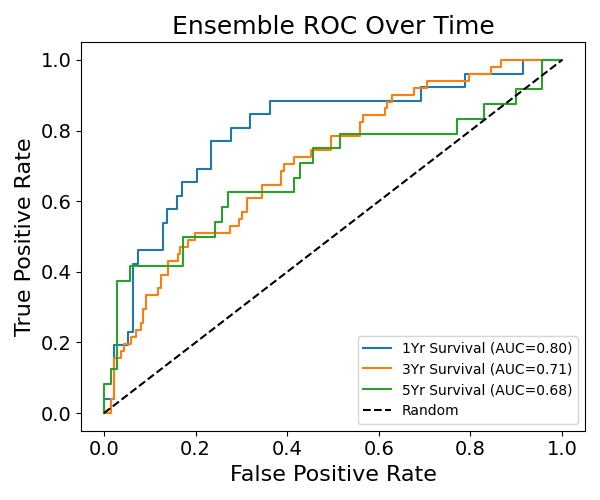 Ensemble ROC Over Time
True Positive Rate
1.0
0.8
0.6
0.4
0.2
0.0
1Yr Survival (AUC=0.80)
3Yr Survival (AUC=0.71)
5Yr Survival (AUC=0.68)
Random
0.0 0.2 0.4 0.6 0.8 1.0
False Positive Rate